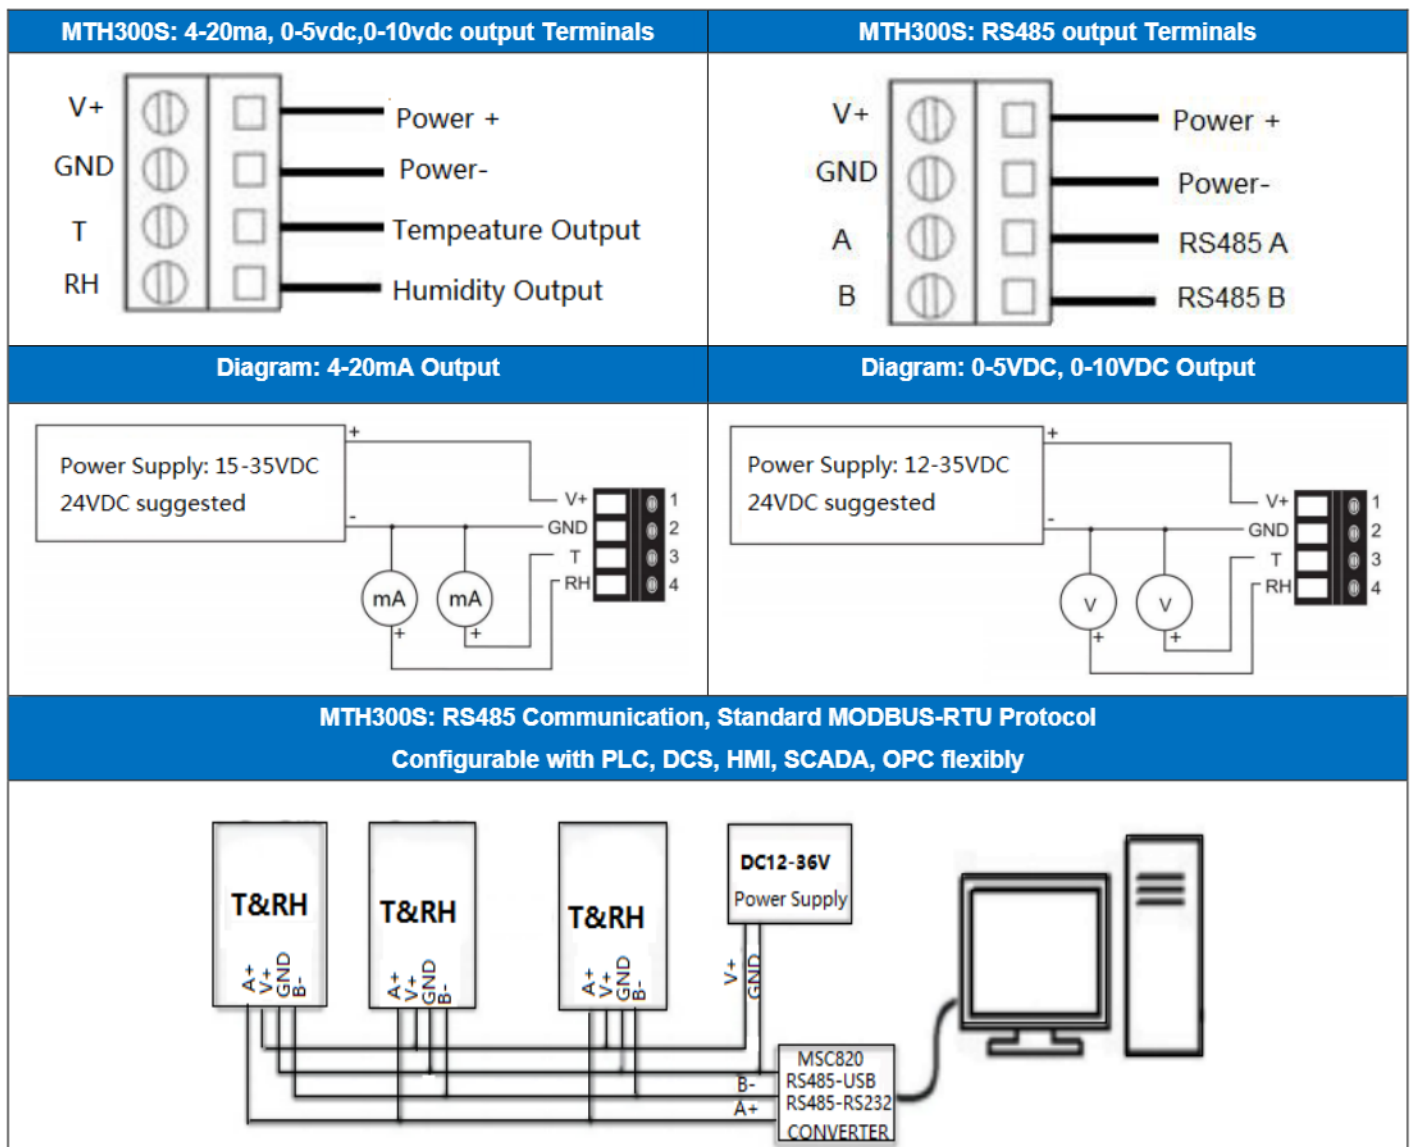 MTH300S: 4-20ma, 0-5vdc,0-10vdc output Terminals
MTH300S: RS485 output Terminals
V+
Power +
GND
Power-
T
Tempeature Output
RH
Humidity Output
V+
Power +
GND
Power-
A
RS485 A
B
RS485 B
Diagram: 4-20mA Output
Diagram: 0-5VDC, 0-10VDC Output
Power Supply: 15-35VDC
24VDC suggested
+
-
V+ 1
GND 2
T 3
RH 4
mA
mA
+
+
Power Supply: 12-35VDC
24VDC suggested
+
-
V+ 1
GND 2
T 3
RH 4
V
V
+
+
MTH300S: RS485 Communication, Standard MODBUS-RTU Protocol
Configurable with PLC, DCS, HMI, SCADA, OPC flexibly
T&RH
A+
V+
GND
B-
T&RH
A+
V+
GND
B-
T&RH
A+
V+
GND
B-
DC12-36V
Power Supply
V+
GND
B-
A+
MSC820
RS485-USB
RS485-RS232
CONVERTER